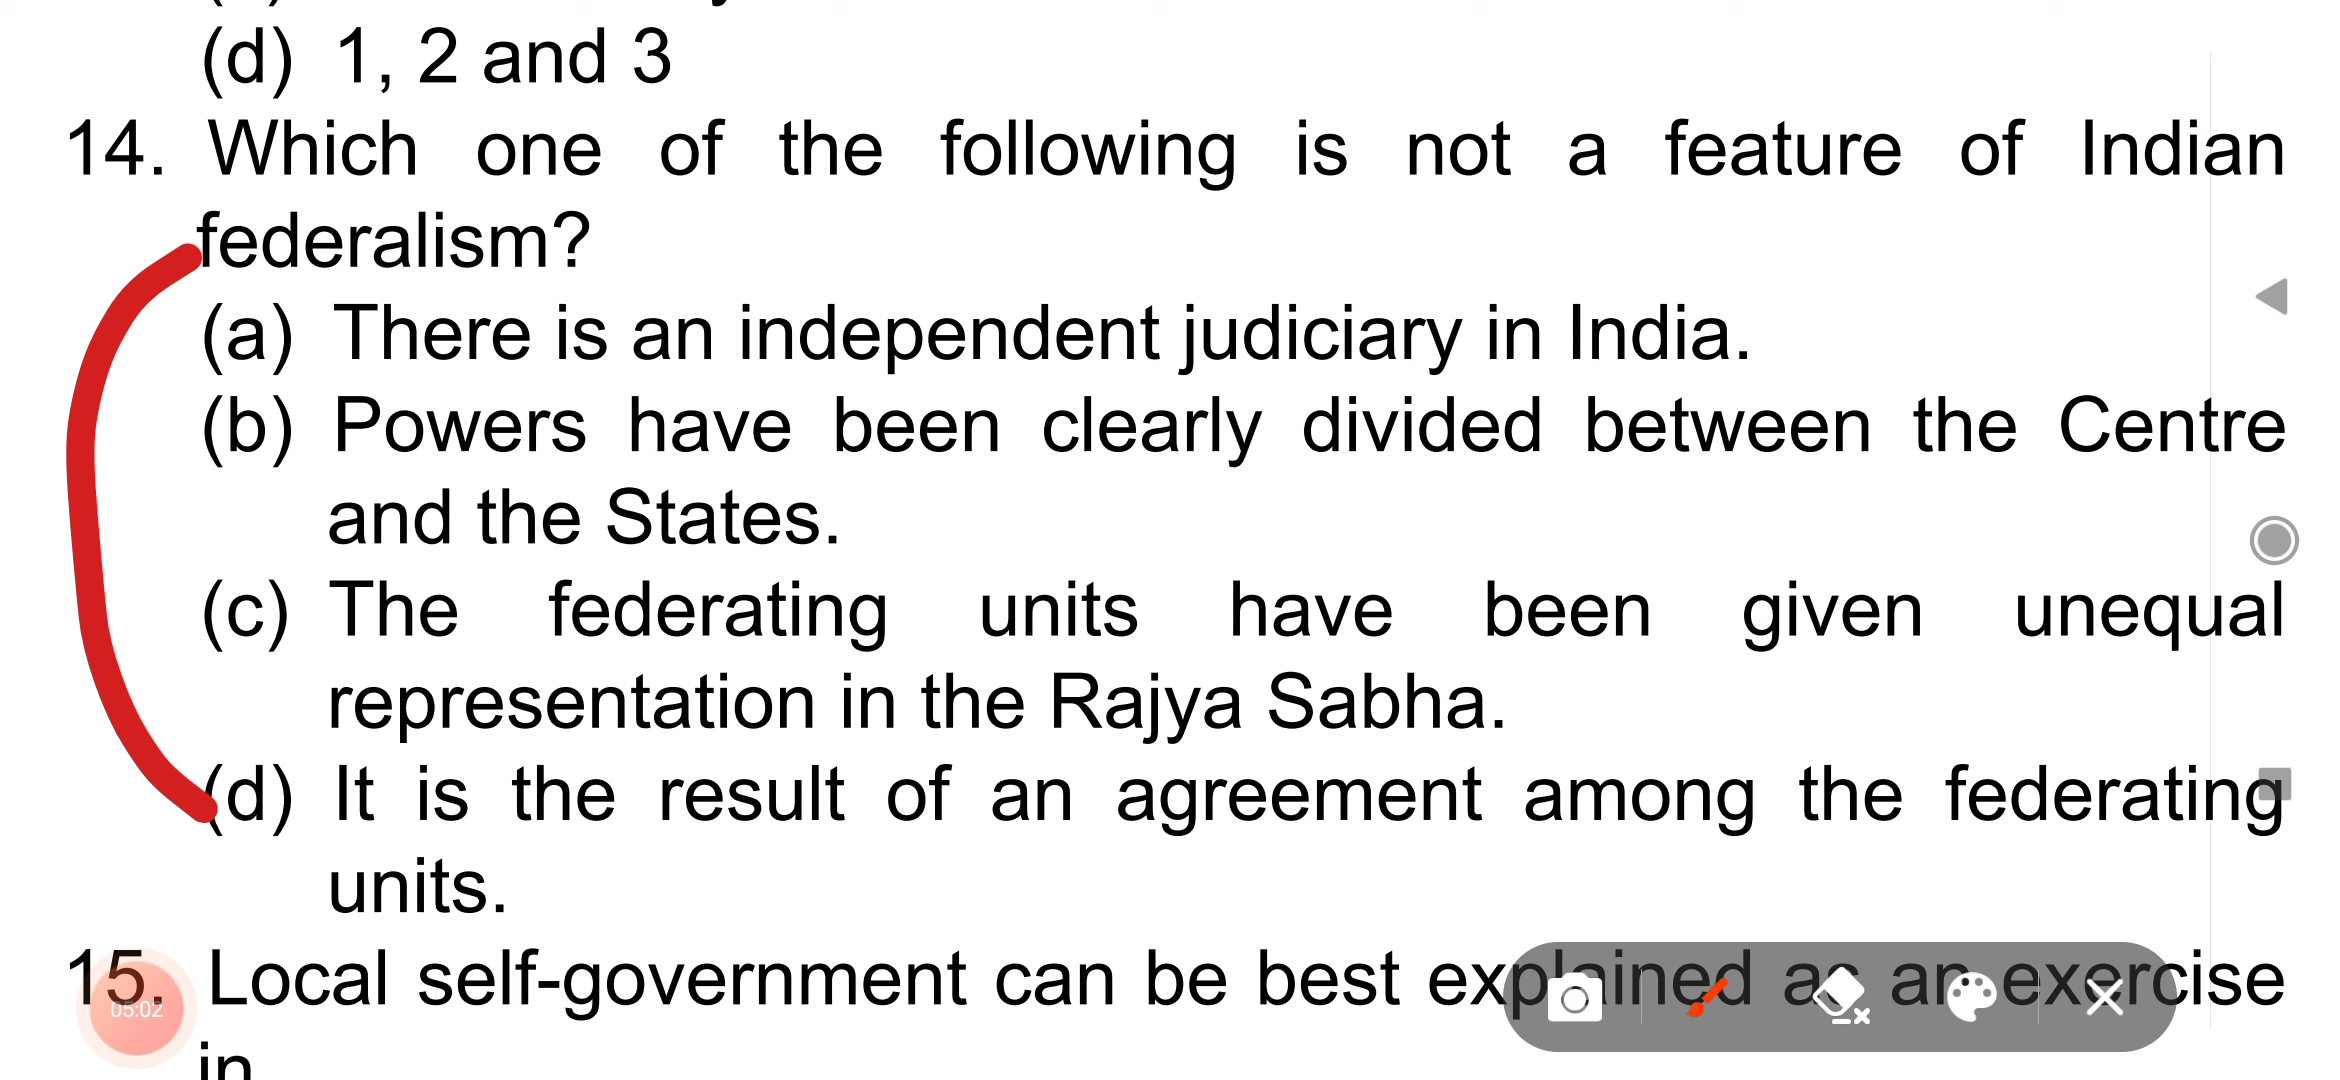 (d) 1, 2 and 3
14. Which one of the following is not a feature of Indian
federalism?
(a) There is an independent judiciary in India.
(b) Powers have been clearly divided between the Centre
and the States.
(c) The federating units have been given unequal
representation in the Rajya Sabha.
(d) It is the result of an agreement among the federating
units.
15. Local self-government can be best explained as an exercise
05:02
in